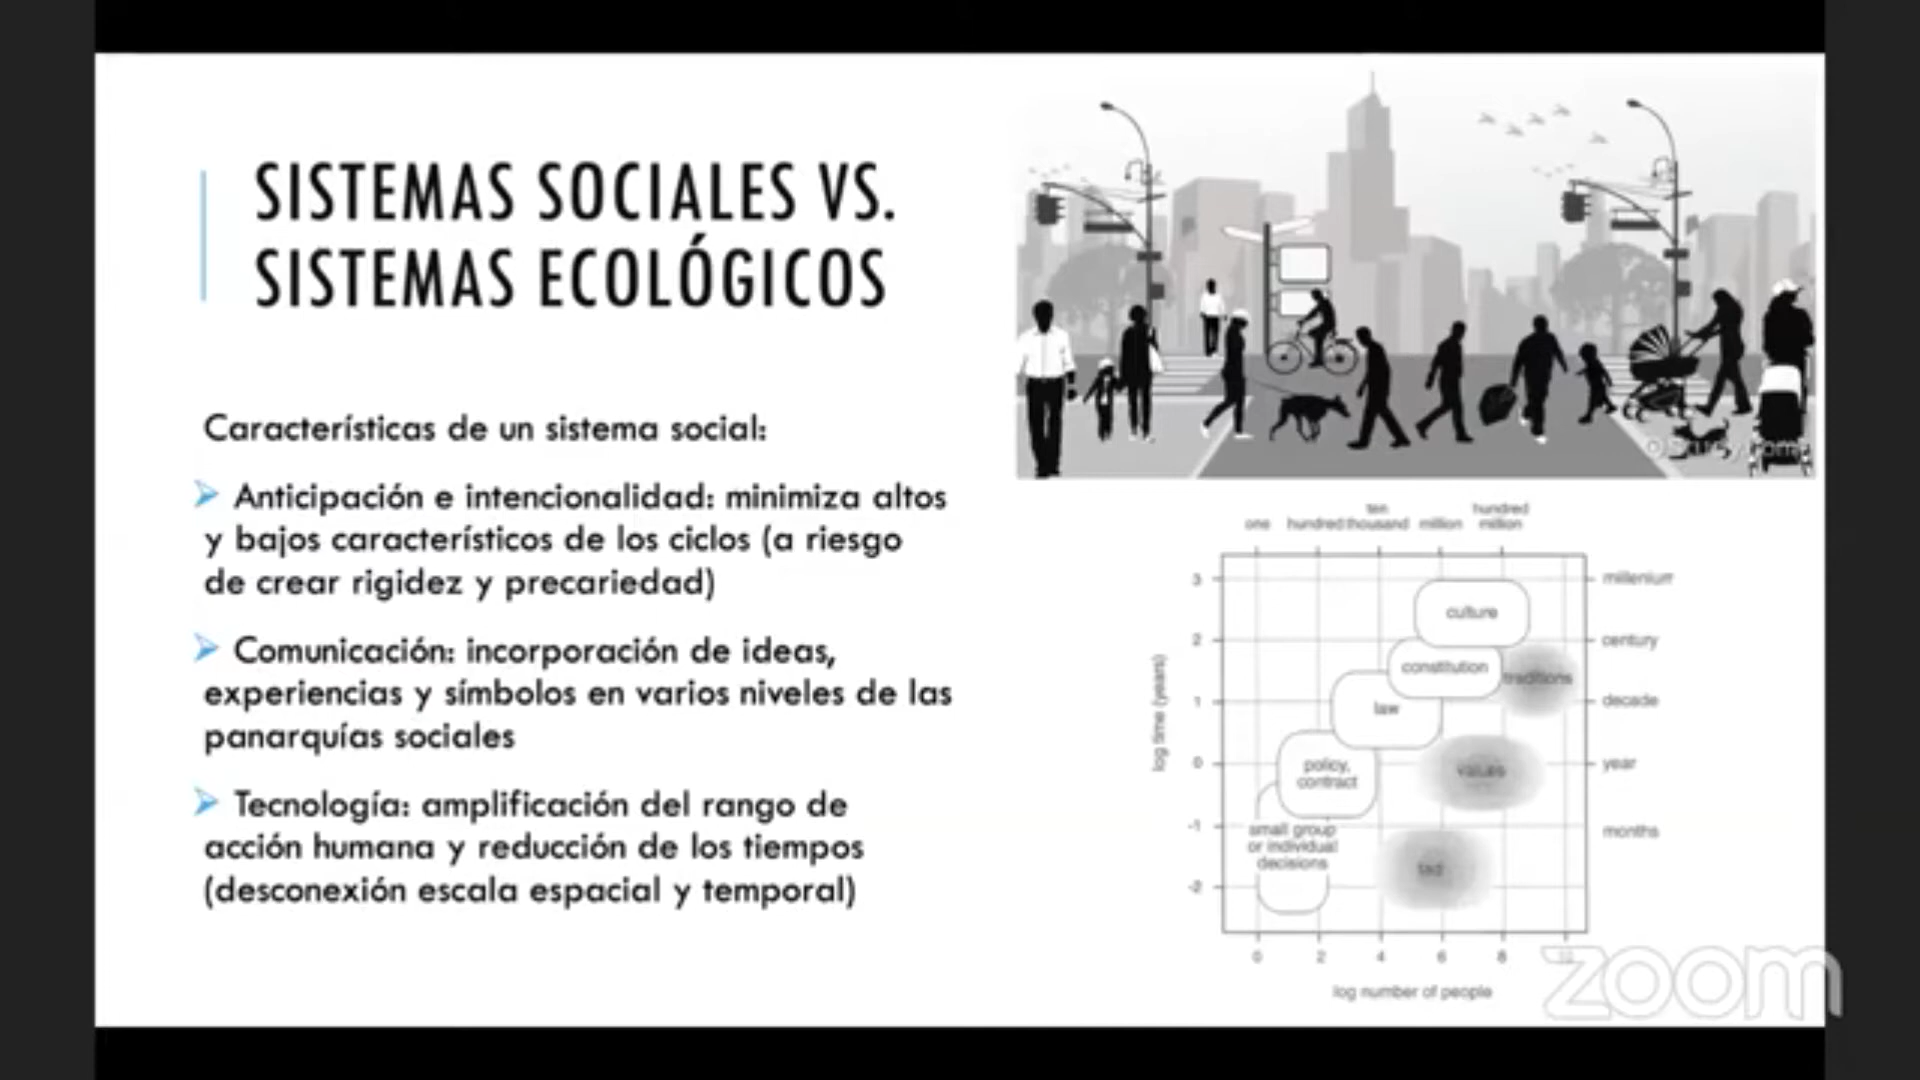 SISTEMAS SOCIALES VS.
SISTEMAS ECOLÓGICOS
Características de un sistema social:
Anticipación e intencionalidad: minimiza altos
y bajos característicos de los ciclos (a riesgo
de crear rigidez y precariedad)
Comunicación: incorporación de ideas,
experiencias y símbolos en varios niveles de las
panarquías sociales
Tecnología: amplificación del rango de
acción humana y reducción de los tiempos
(desconexión escala espacial y temporal)
one hundred ten thousand million hundred million
3 millenium
culture
2 century
constitution
traditions
1 decade
law
log time (years)
0 year
policy,
contract
values
-1 months
small group
or individual
decisions
fad
-2
0 2 4 6 8
log number of people
zoom